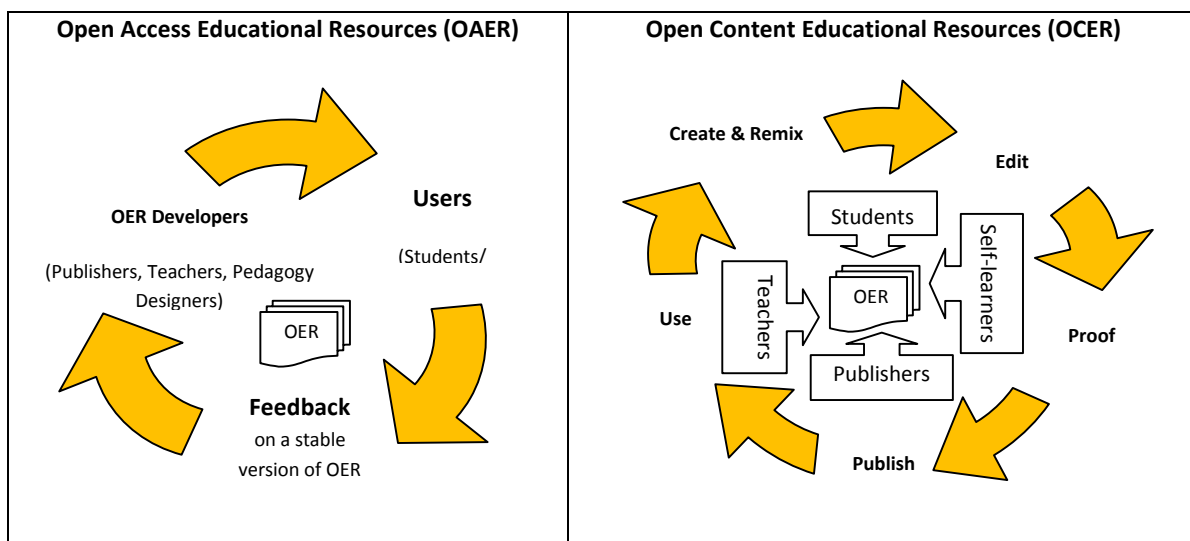 Open Access Educational Resources (OAER)
Users
(Students/
OER Developers
(Publishers, Teachers, Pedagogy
Designers)
OER
Feedback
on a stable
version of OER
Open Content Educational Resources (OCER)
Create & Remix
Edit
Students
Self-learners
Teachers
OER
Publishers
Use
Proof
Publish